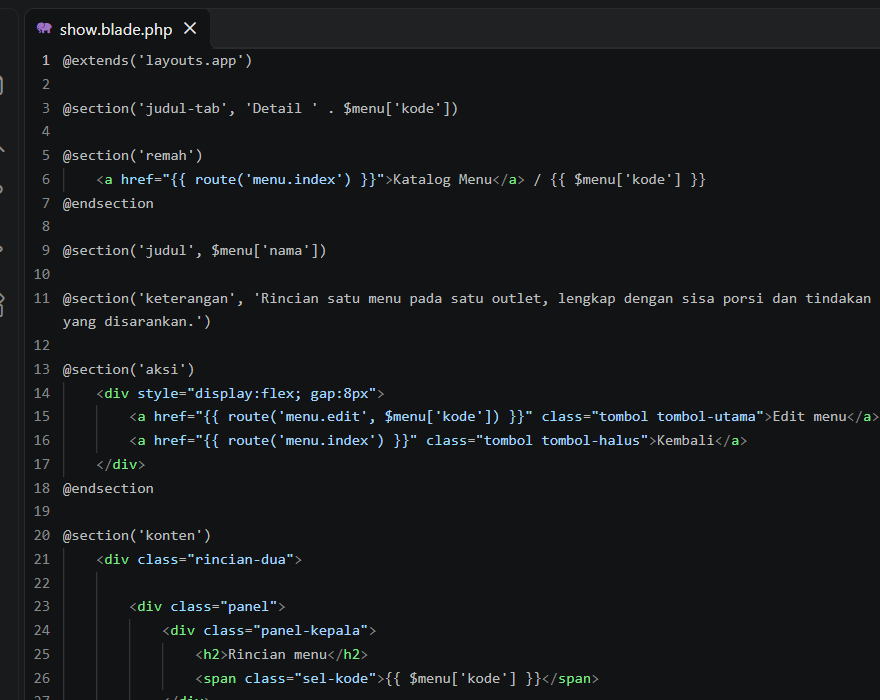 show.blade.php ×
1 @extends('layouts.app')
2
3 @section('judul-tab', 'Detail ' . $menu['kode'])
4
5 @section('remah')
6 <a href="{{ route('menu.index') }}">Katalog Menu</a> / {{ $menu['kode'] }}
7 @endsection
8
9 @section('judul', $menu['nama'])
10
11 @section('keterangan', 'Rincian satu menu pada satu outlet, lengkap dengan sisa porsi dan tindakan
yang disarankan.')
12
13 @section('aksi')
14 <div style="display:flex; gap:8px">
15 <a href="{{ route('menu.edit', $menu['kode']) }}" class="tombol tombol-utama">Edit menu</a>
16 <a href="{{ route('menu.index') }}" class="tombol tombol-halus">Kembali</a>
17 </div>
18 @endsection
19
20 @section('konten')
21 <div class="rincian-dua">
22
23 <div class="panel">
24 <div class="panel-kepala">
25 <h2>Rincian menu</h2>
26 <span class="sel-kode">{{ $menu['kode'] }}</span>
27 </div>